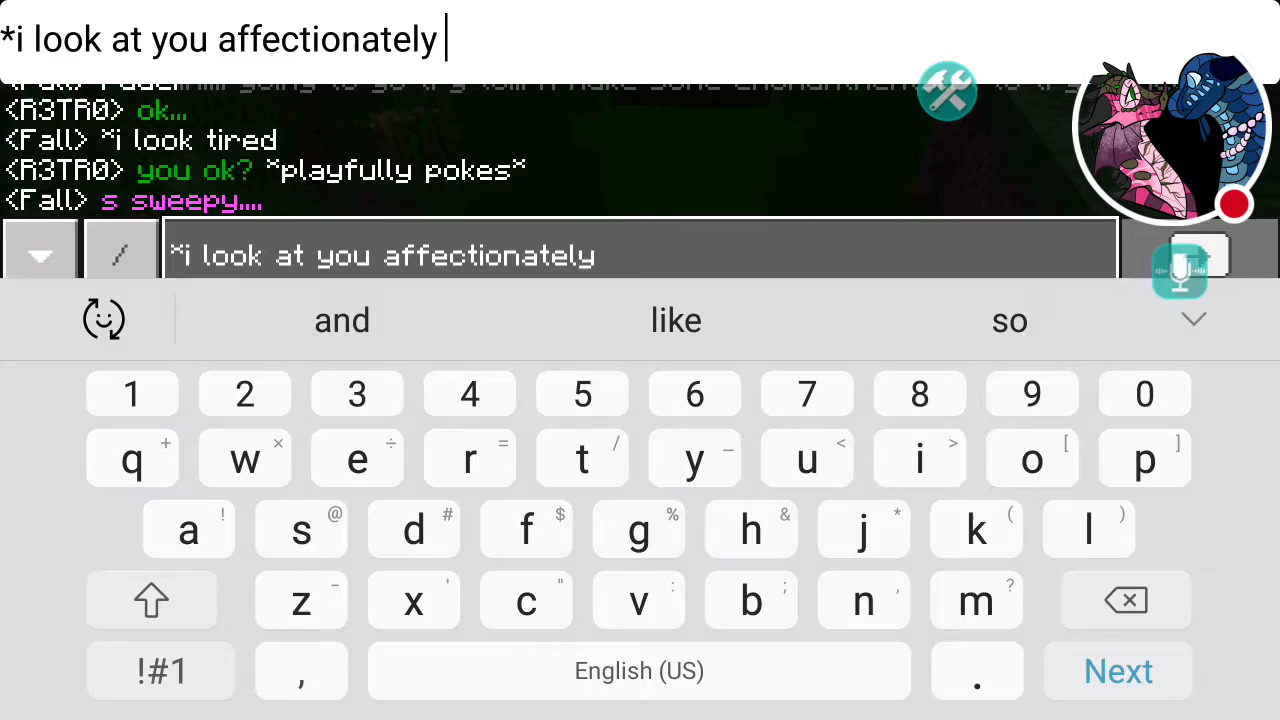 *i look at you affectionately
<R3TR0> ok...
<Fall> *i look tired
<R3TR0> you ok? *playfully pokes*
<Fall> s sweepy....
/ *i look at you affectionately
and like so
1 2 3 4 5 6 7 8 9 0
q + w × e ÷ r = t / y _ u < i > o [ p ]
a ! s @ d # f $ g % h & j * k ( l )
z - x ' c " v : b ; n , m ?
!#1 , English (US) . Next